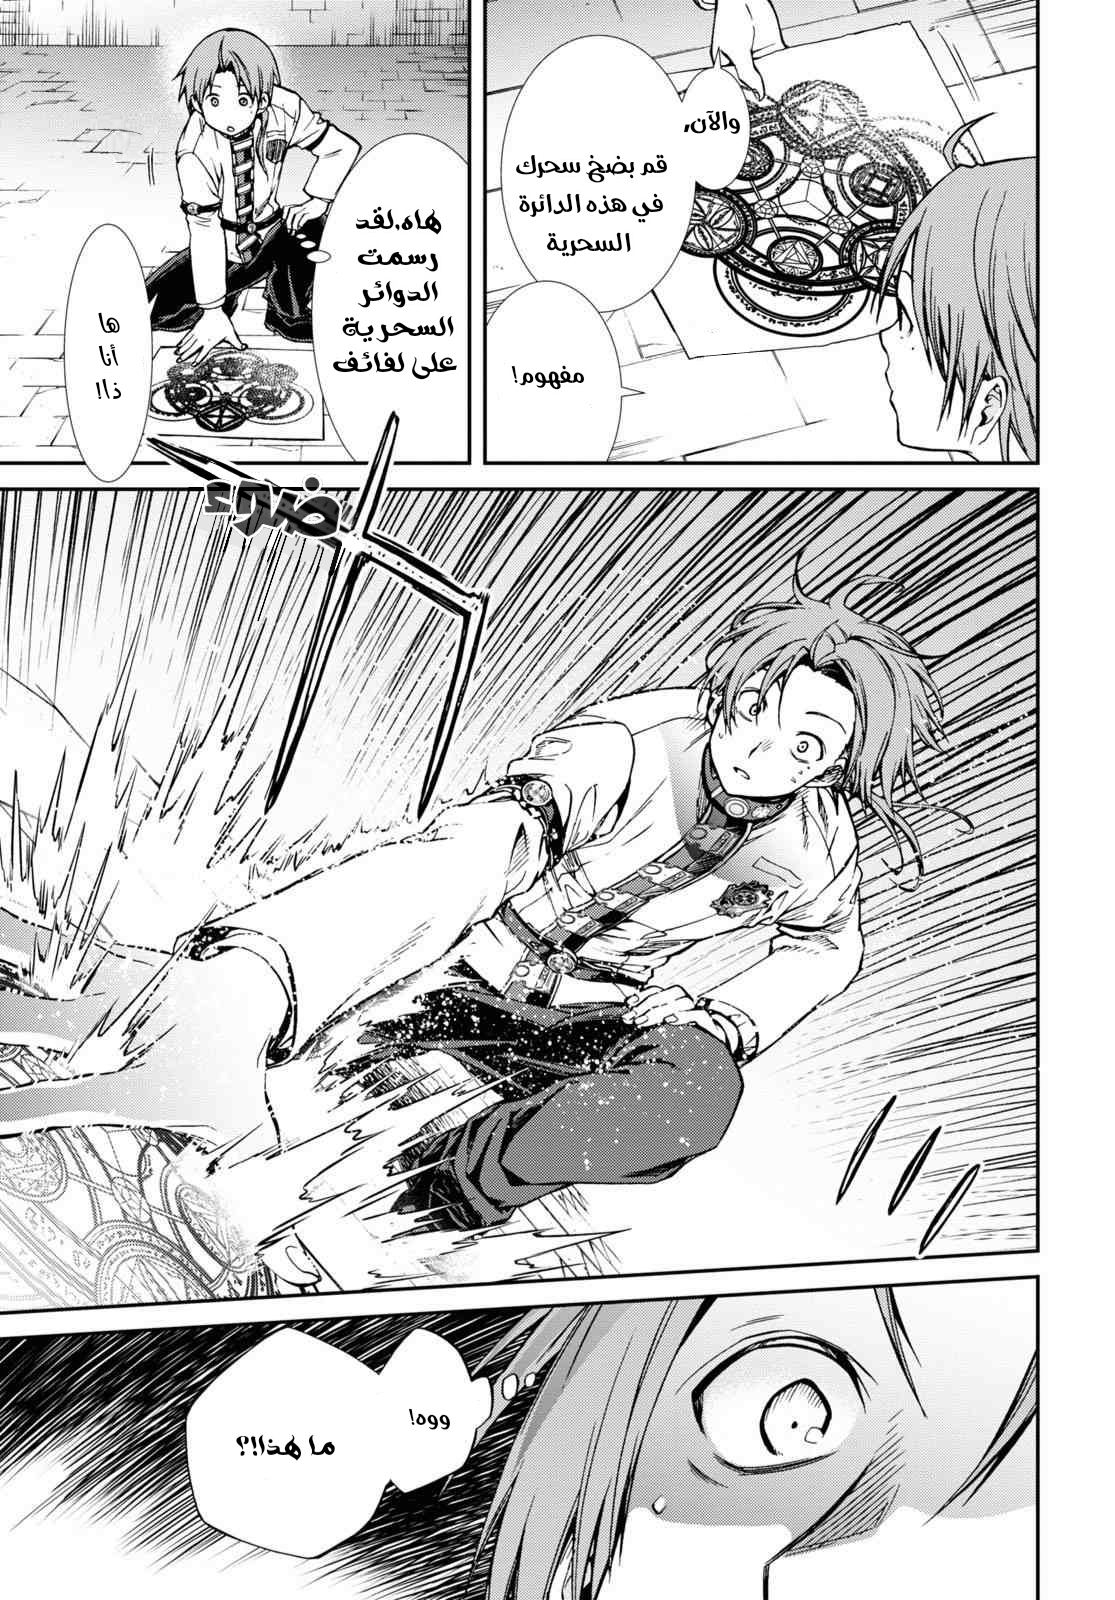 والآن،
قم بضخ سحرك
في هذه الدائرة
السحرية
مفهوم!
هاه،لقد
رسمت
الدوائر
السحرية
على لفائف
ها
أنا
ذا!
ضوء
ووه!
ما هذا!؟